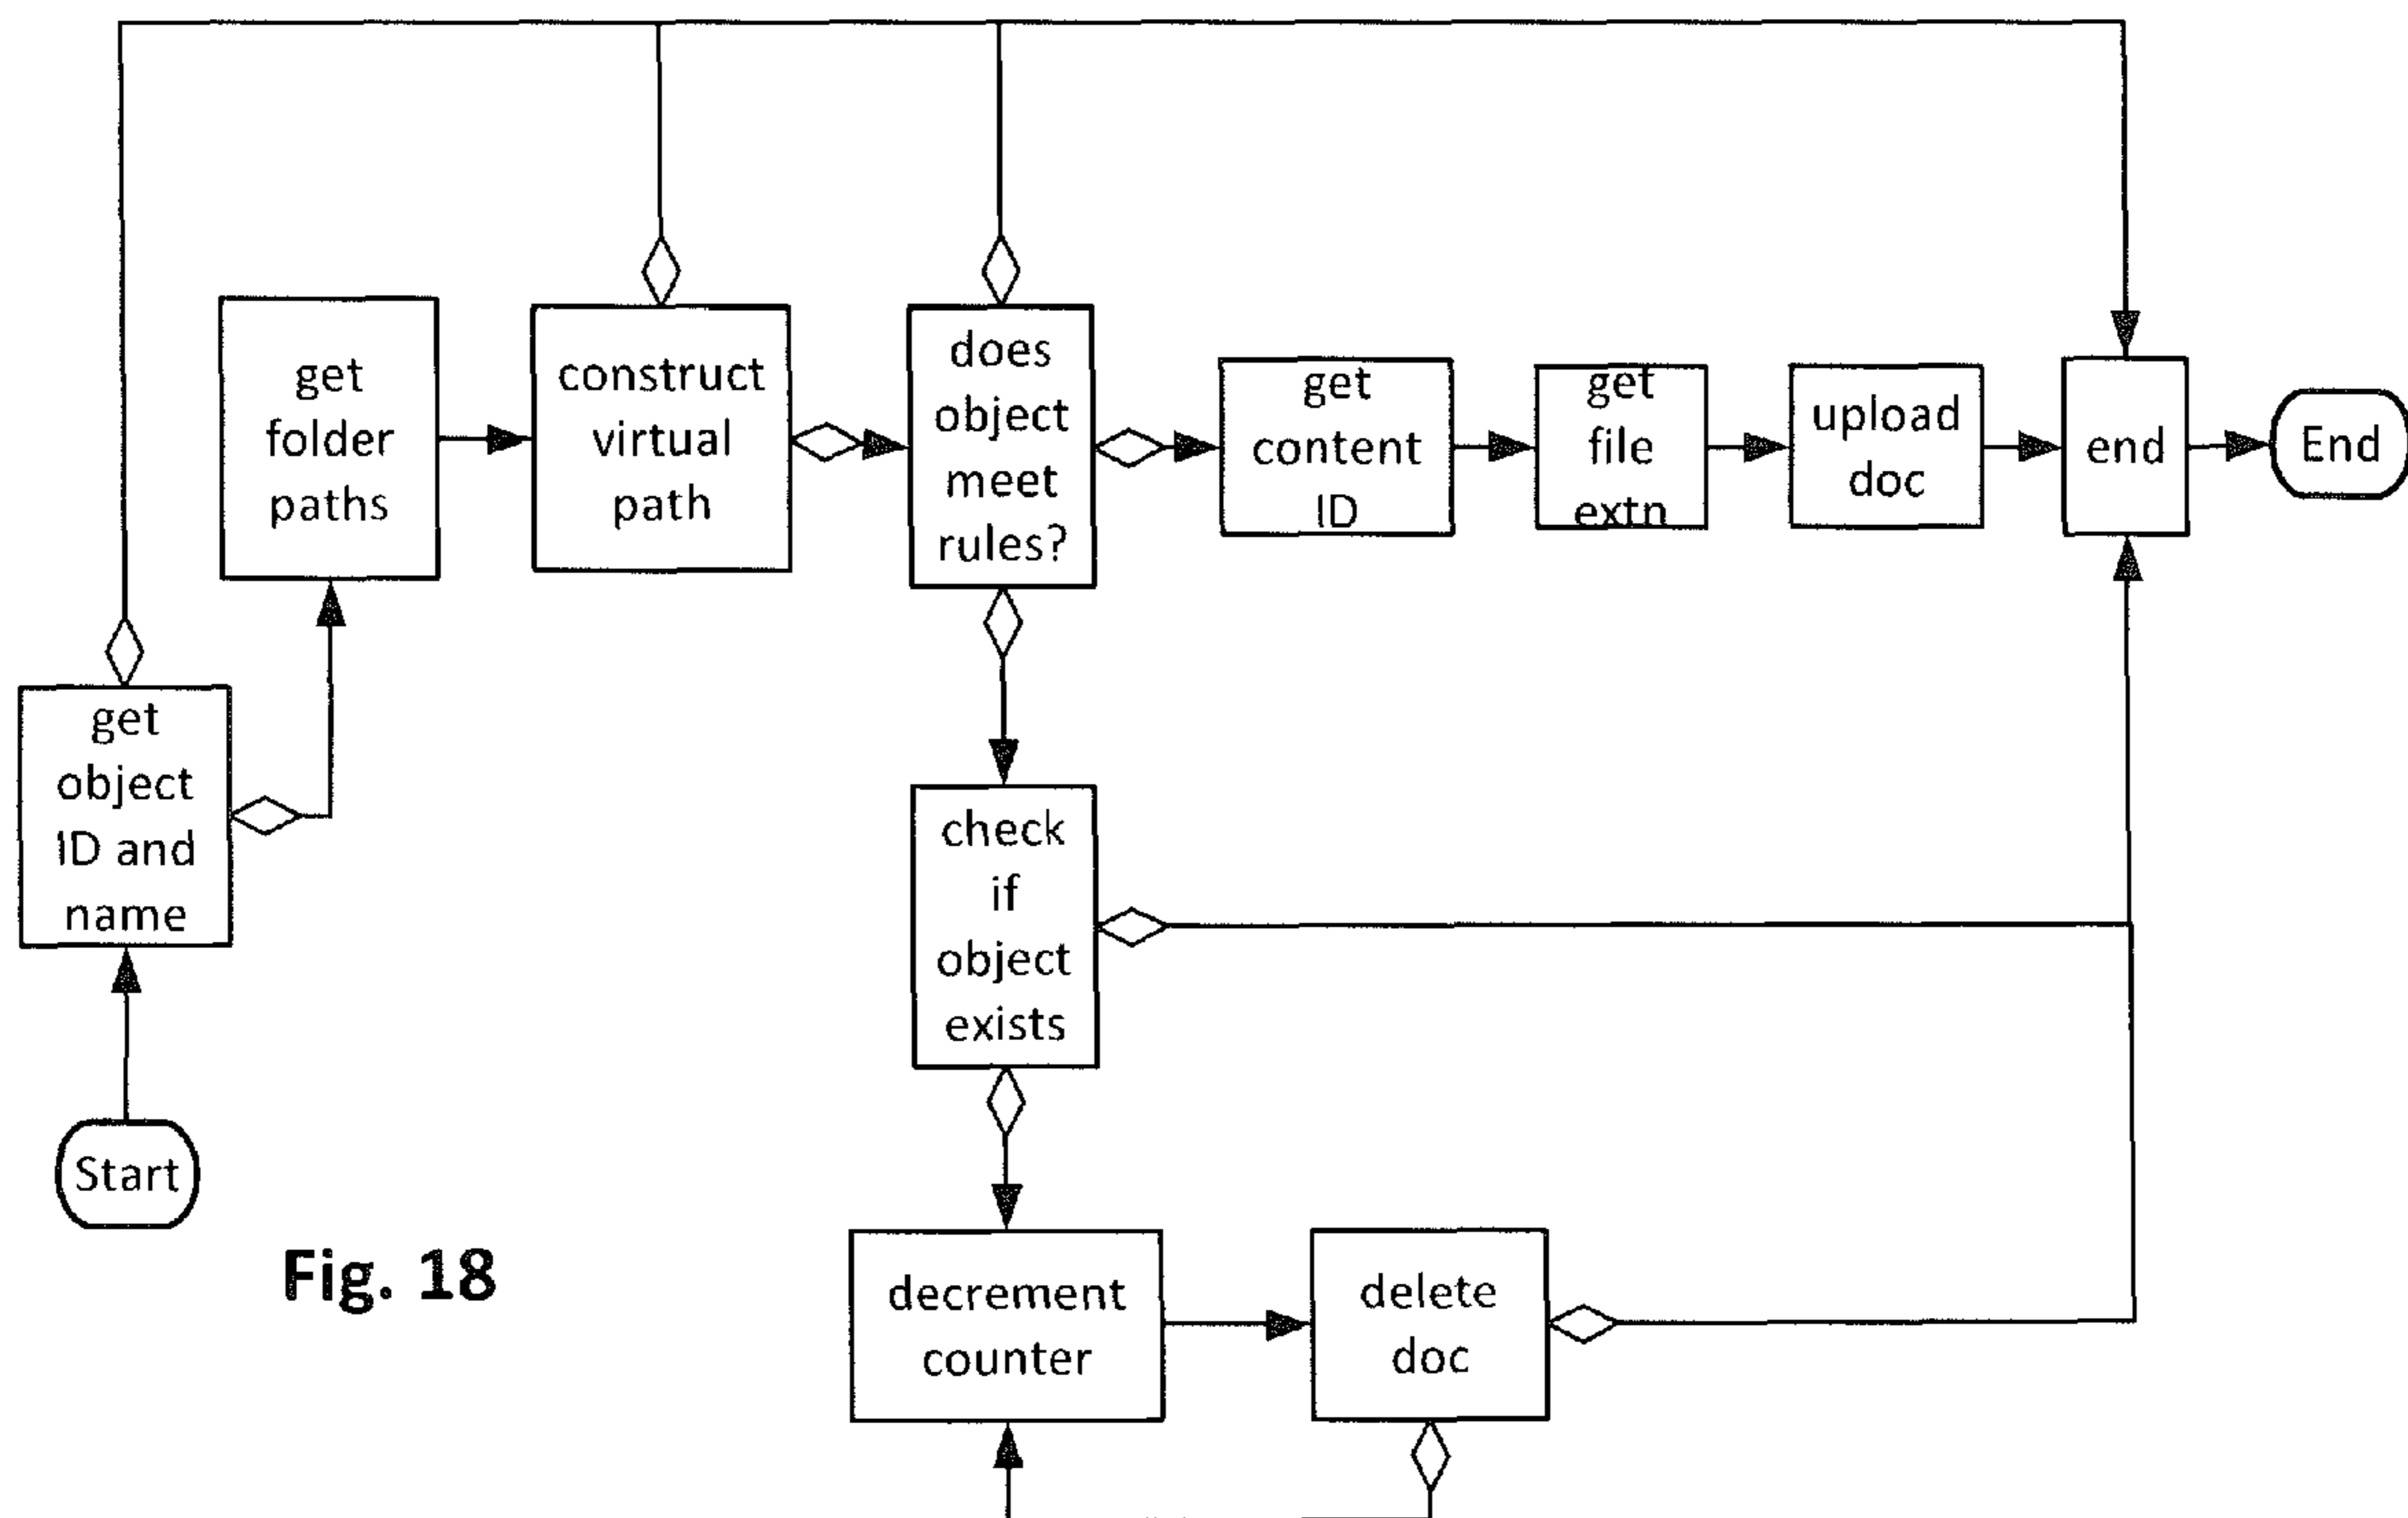 get
folder
paths
construct
virtual
path
does
object
meet
rules?
get
content
ID
get
file
extn
upload
doc
end
End
get
object
ID and
name
check
if
object
exists
Start
Fig. 18
decrement
counter
delete
doc